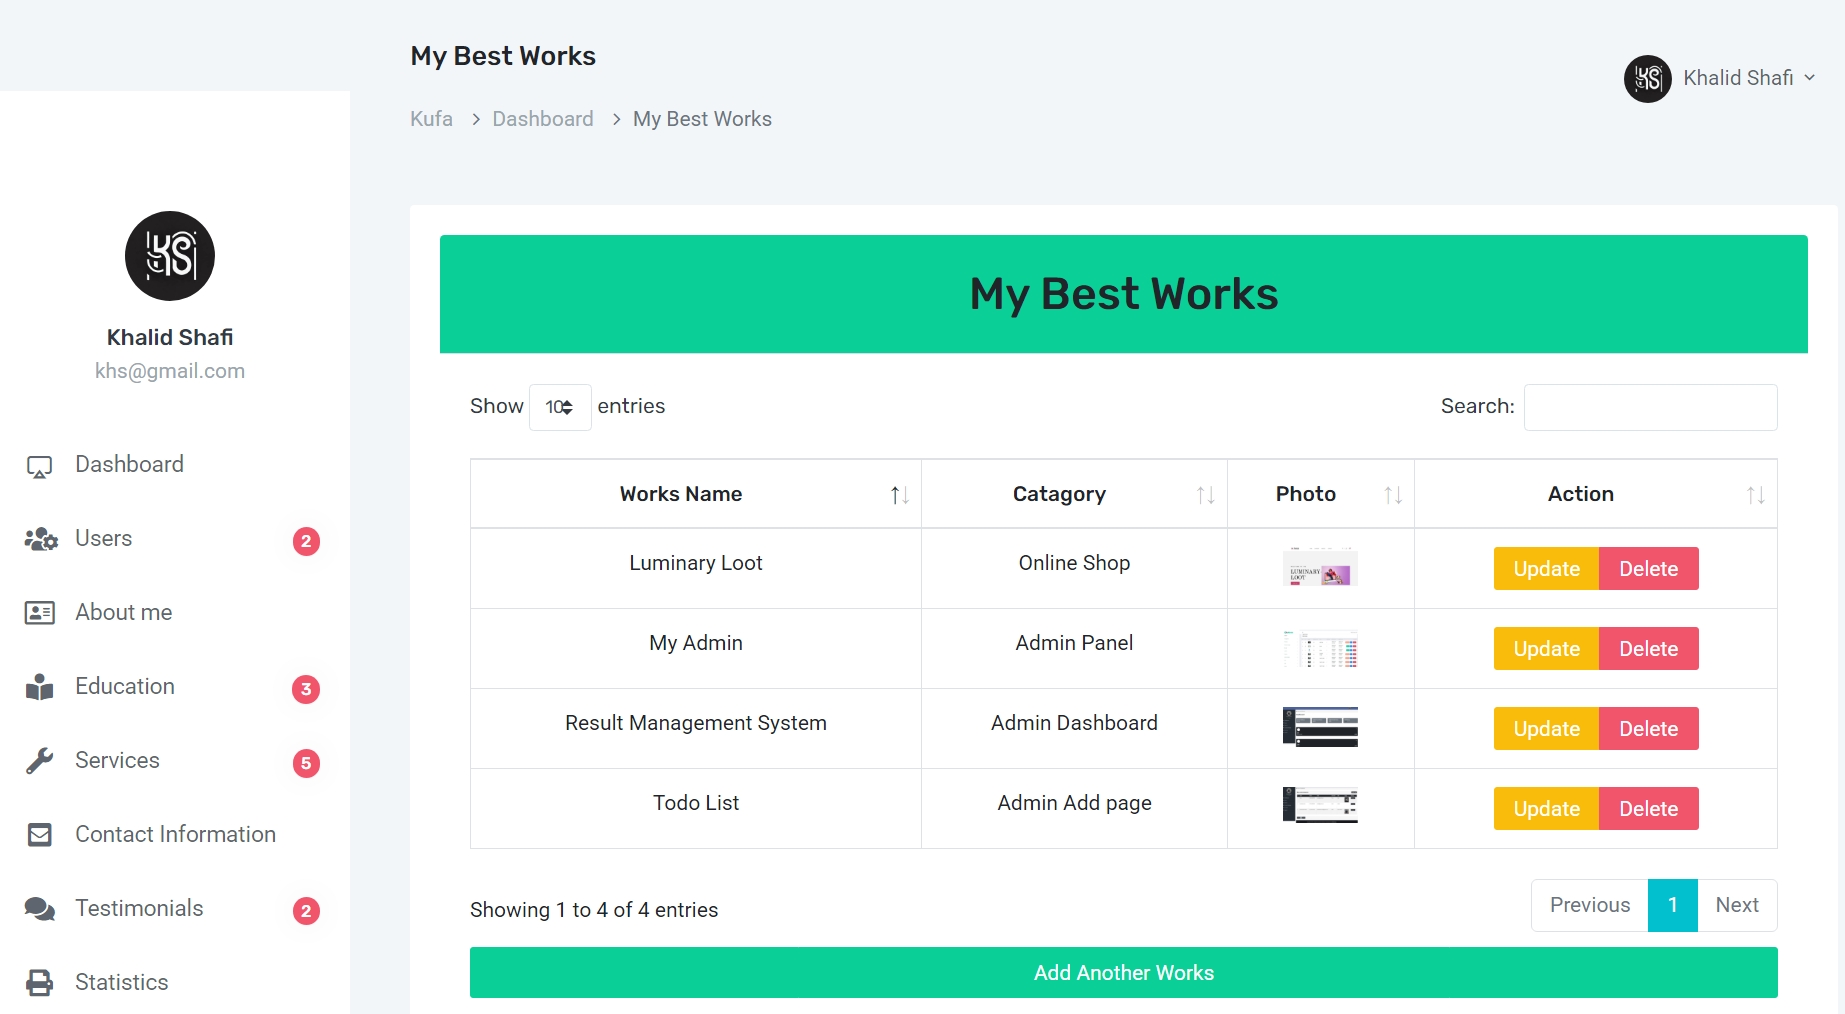 My Best Works
Khalid Shafi
Kufa > Dashboard > My Best Works
Khalid Shafi
khs@gmail.com
Dashboard
Users 2
About me
Education 3
Services 5
Contact Information
Testimonials 2
Statistics
My Best Works
Show 10 entries
Search:
Works Name Catagory Photo Action
Luminary Loot Online Shop LUMINARY LOOT Update Delete
My Admin Admin Panel Update Delete
Result Management System Admin Dashboard Update Delete
Todo List Admin Add page Update Delete
Showing 1 to 4 of 4 entries
Previous 1 Next
Add Another Works